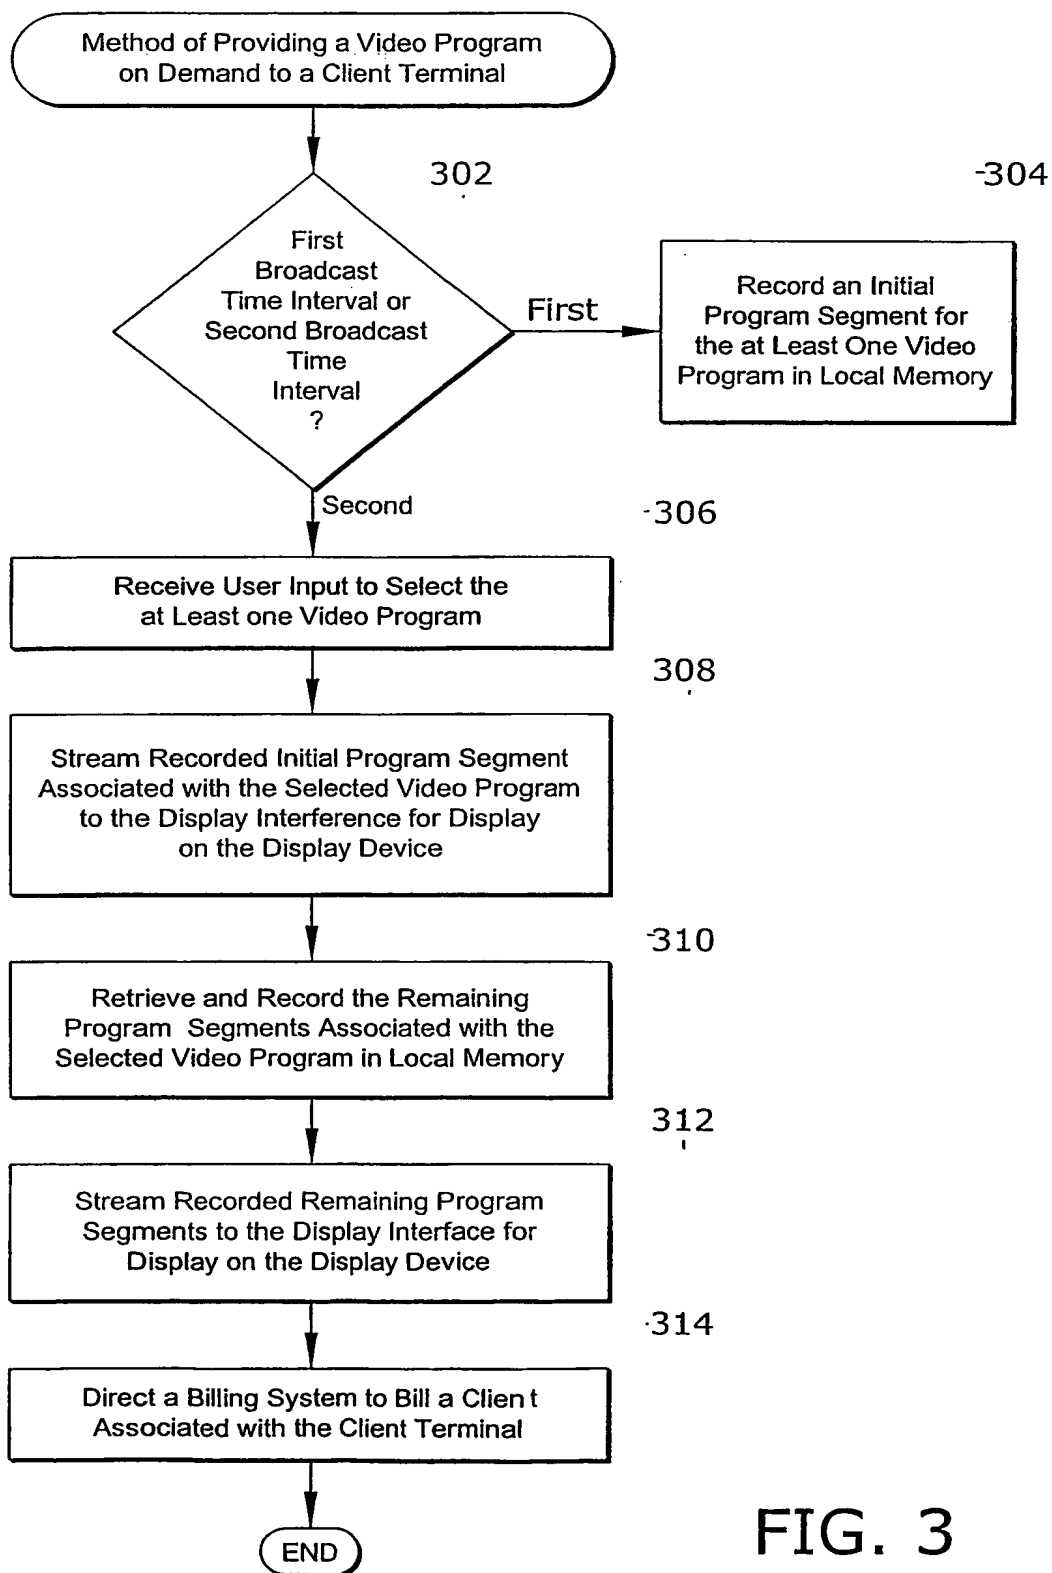 Method of Providing a Video Program
on Demand to a Client Terminal
302
304
First
Broadcast
Time Interval or
Second Broadcast
Time
Interval
?
First
Record an Initial
Program Segment for
the at Least One Video
Program in Local Memory
Second
306
Receive User Input to Select the
at Least one Video Program
308
Stream Recorded Initial Program Segment
Associated with the Selected Video Program
to the Display Interference for Display
on the Display Device
310
Retrieve and Record the Remaining
Program Segments Associated with the
Selected Video Program in Local Memory
312
Stream Recorded Remaining Program
Segments to the Display Interface for
Display on the Display Device
314
Direct a Billing System to Bill a Client
Associated with the Client Terminal
END
FIG. 3